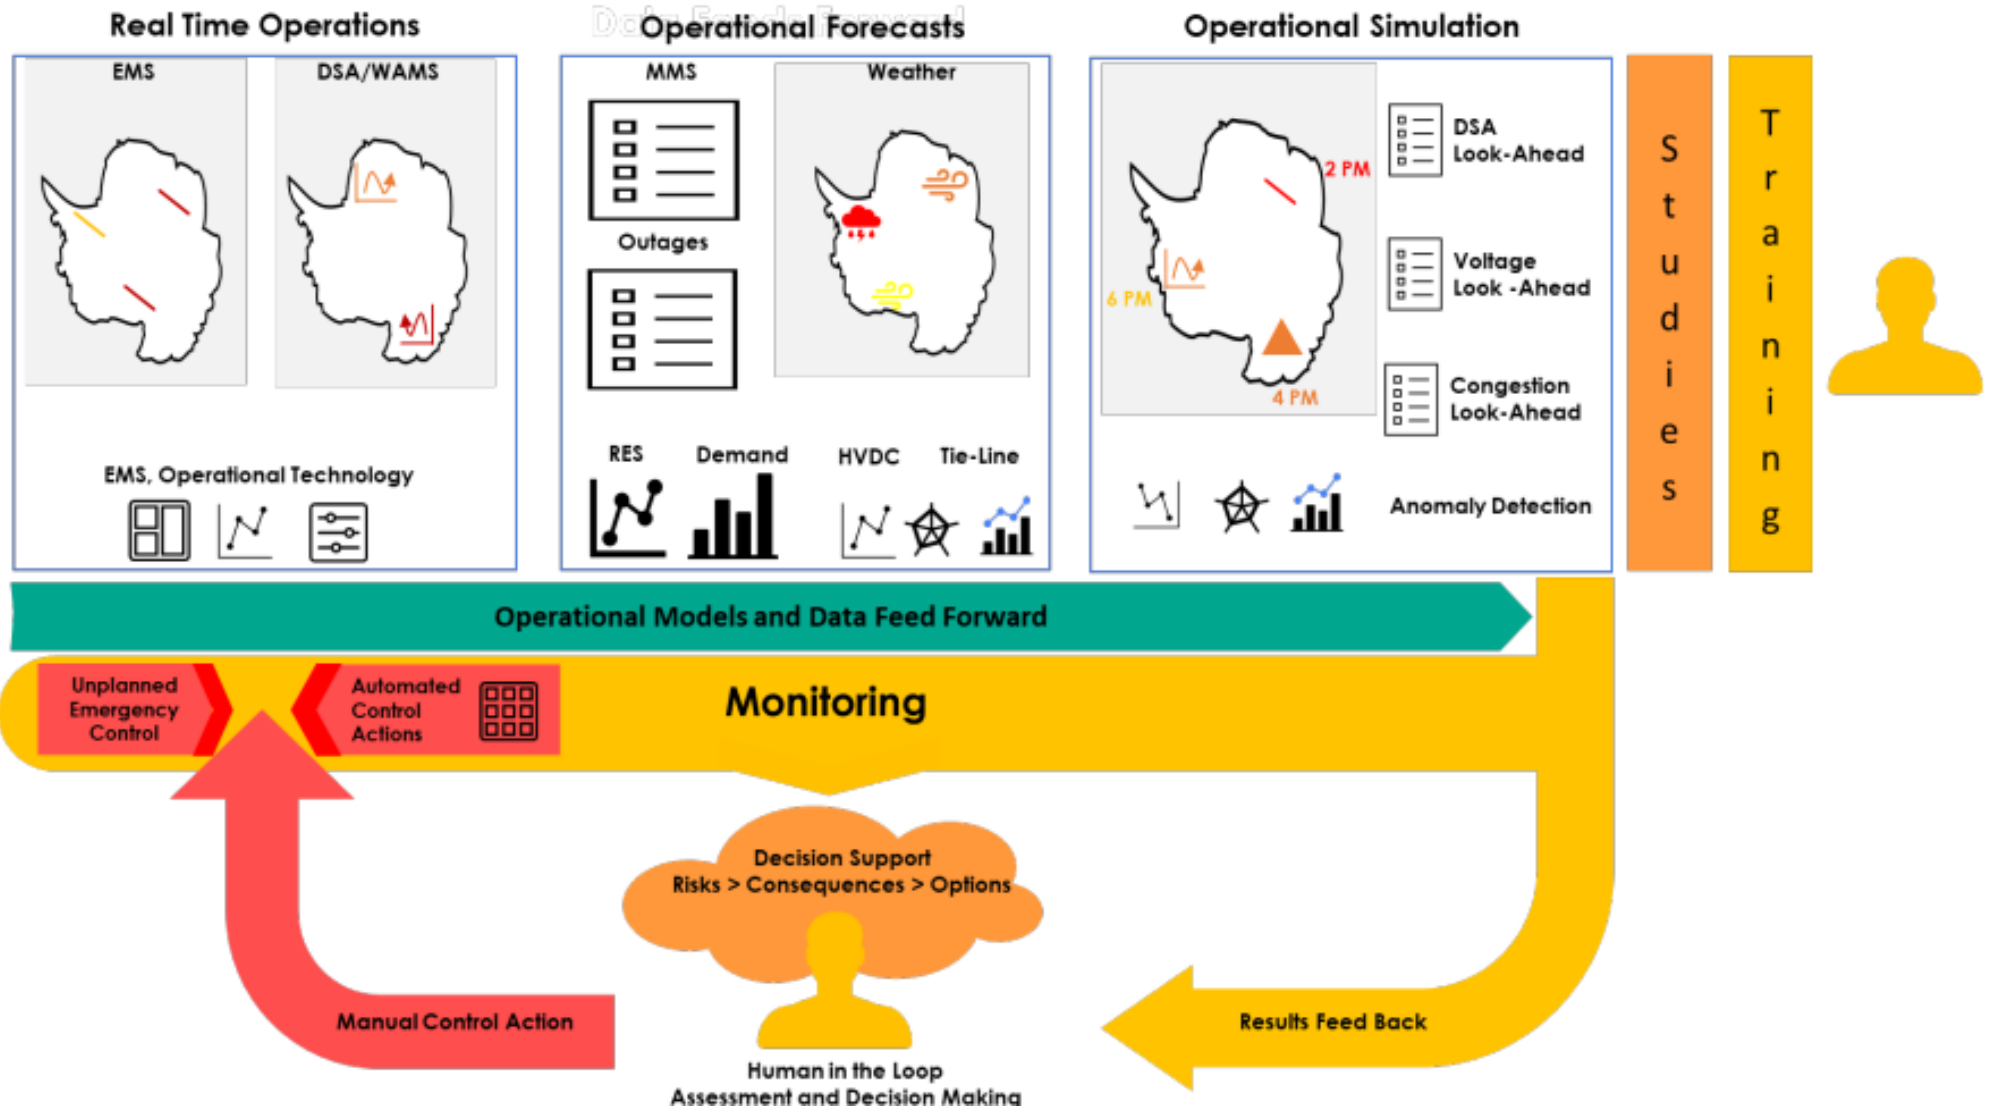 Real Time Operations
Data Feeds Forward
Operational Forecasts
Operational Simulation
EMS
DSA/WAMS
EMS, Operational Technology
MMS
Weather
Outages
RES
Demand
HVDC
Tie-Line
2 PM
6 PM
4 PM
DSA
Look-Ahead
Voltage
Look -Ahead
Congestion
Look-Ahead
Anomaly Detection
Studies
Training
Operational Models and Data Feed Forward
Unplanned
Emergency
Control
Automated
Control
Actions
Monitoring
Decision Support
Risks > Consequences > Options
Manual Control Action
Results Feed Back
Human in the Loop
Assessment and Decision Making